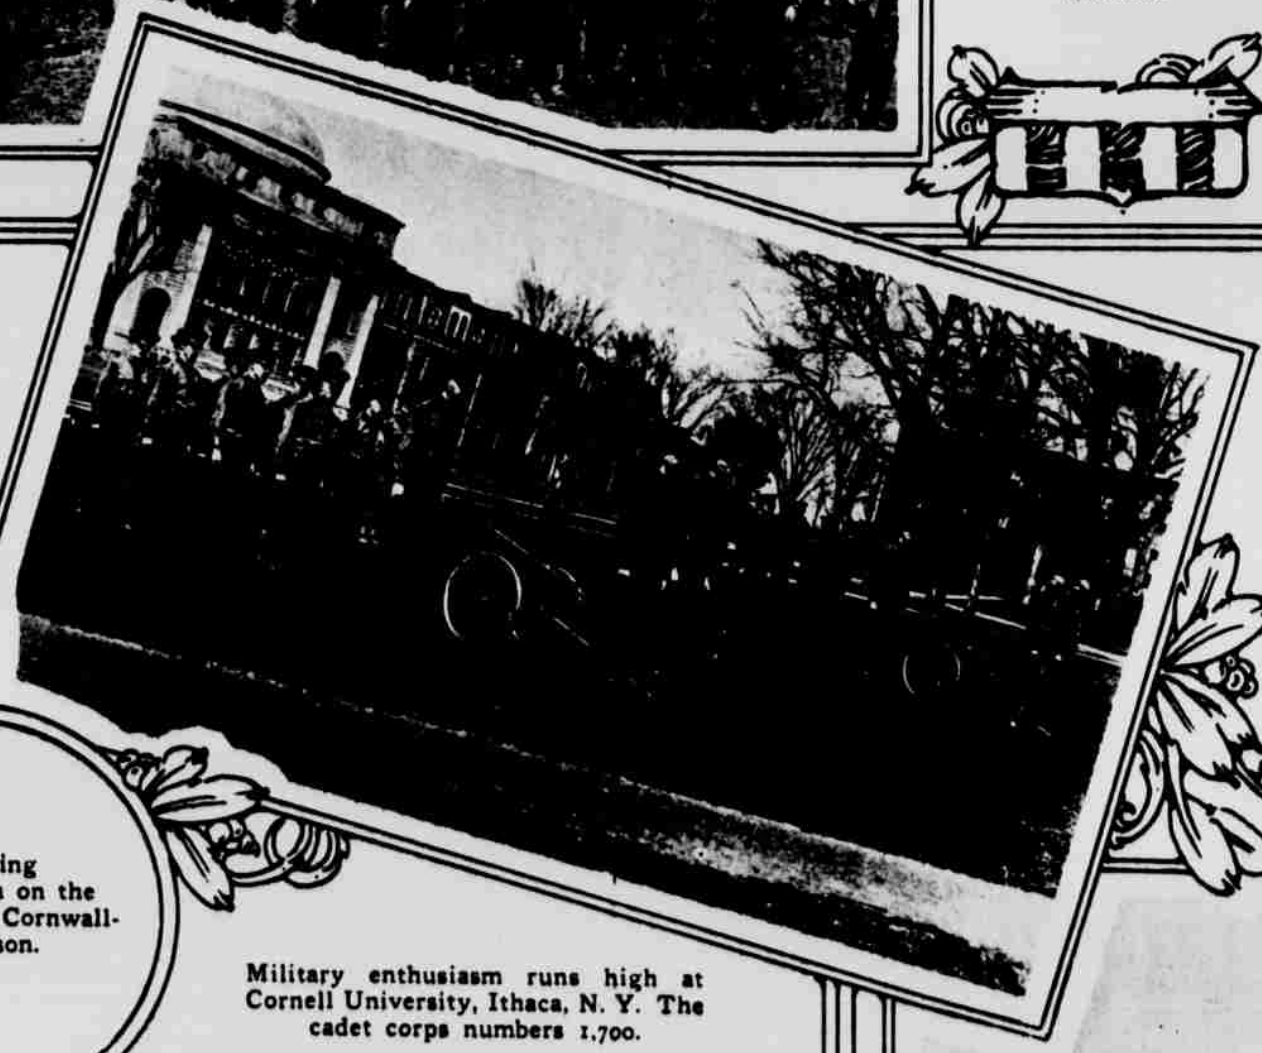 ing
on the
Cornwall-
son.
Military enthusiasm runs high at
Cornell University, Ithaca, N. Y. The
cadet corps numbers 1,700.